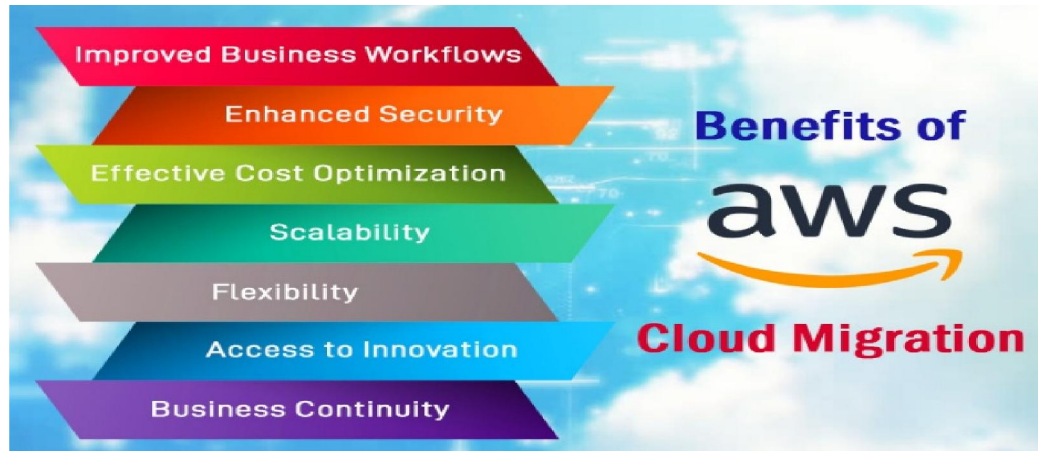 Improved Business Workflows
Enhanced Security
Effective Cost Optimization
Scalability
Flexibility
Access to Innovation
Business Continuity
Benefits of
aws
Cloud Migration